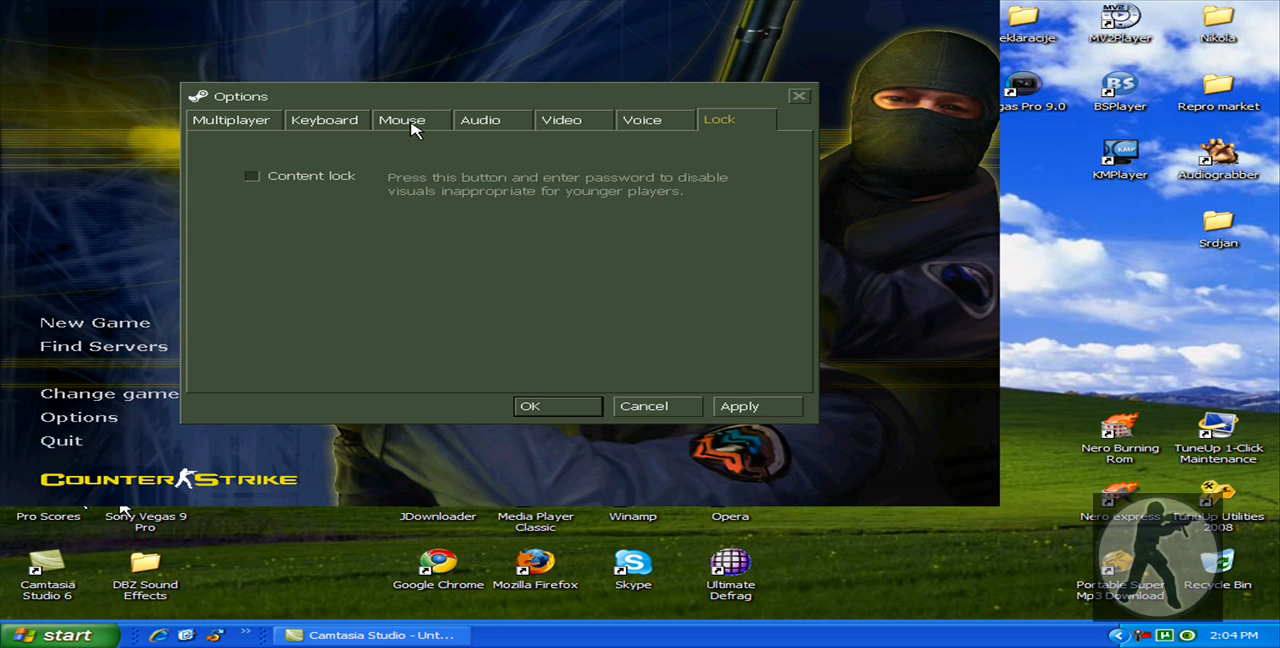 Options
Multiplayer
Keyboard
Mouse
Audio
Video
Voice
Lock
Content lock
Press this button and enter password to disable
visuals inappropriate for younger players.
OK
Cancel
Apply
New Game
Find Servers
Change game
Options
Quit
COUNTER STRIKE
eklaracije
MV2Player
Nikola
gas Pro 9.0
BSPlayer
Repro market
KMPlayer
Audiograbber
Srdjan
Nero Burning
Rom
TuneUp 1-Click
Maintenance
Pro Scores
Sony Vegas 9
Pro
JDownloader
Media Player
Classic
Winamp
Opera
Nero express
TuneUp Utilities
2008
Camtasia
Studio 6
DBZ Sound
Effects
Google Chrome
Mozilla Firefox
Skype
Ultimate
Defrag
Portable Super
Mp3 Download
Recycle Bin
start
Camtasia Studio - Unt...
2:04 PM